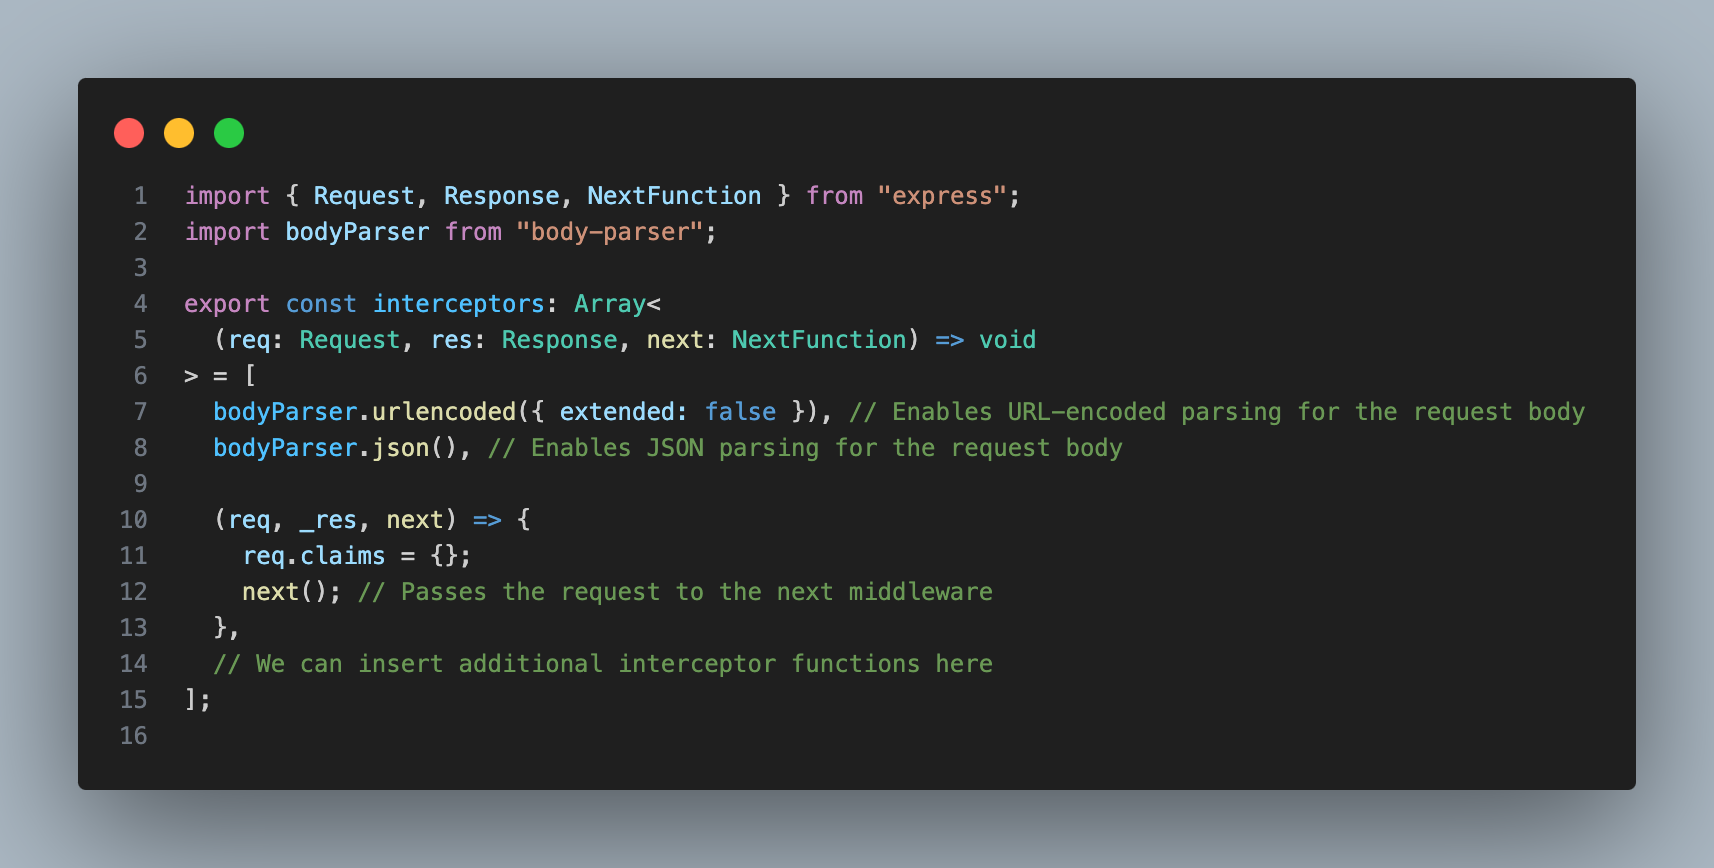 1 import { Request, Response, NextFunction } from "express";
2 import bodyParser from "body-parser";
3
4 export const interceptors: Array<
5   (req: Request, res: Response, next: NextFunction) => void
6 > = [
7   bodyParser.urlencoded({ extended: false }), // Enables URL-encoded parsing for the request body
8   bodyParser.json(), // Enables JSON parsing for the request body
9
10   (req, _res, next) => {
11     req.claims = {};
12     next(); // Passes the request to the next middleware
13   },
14   // We can insert additional interceptor functions here
15 ];
16